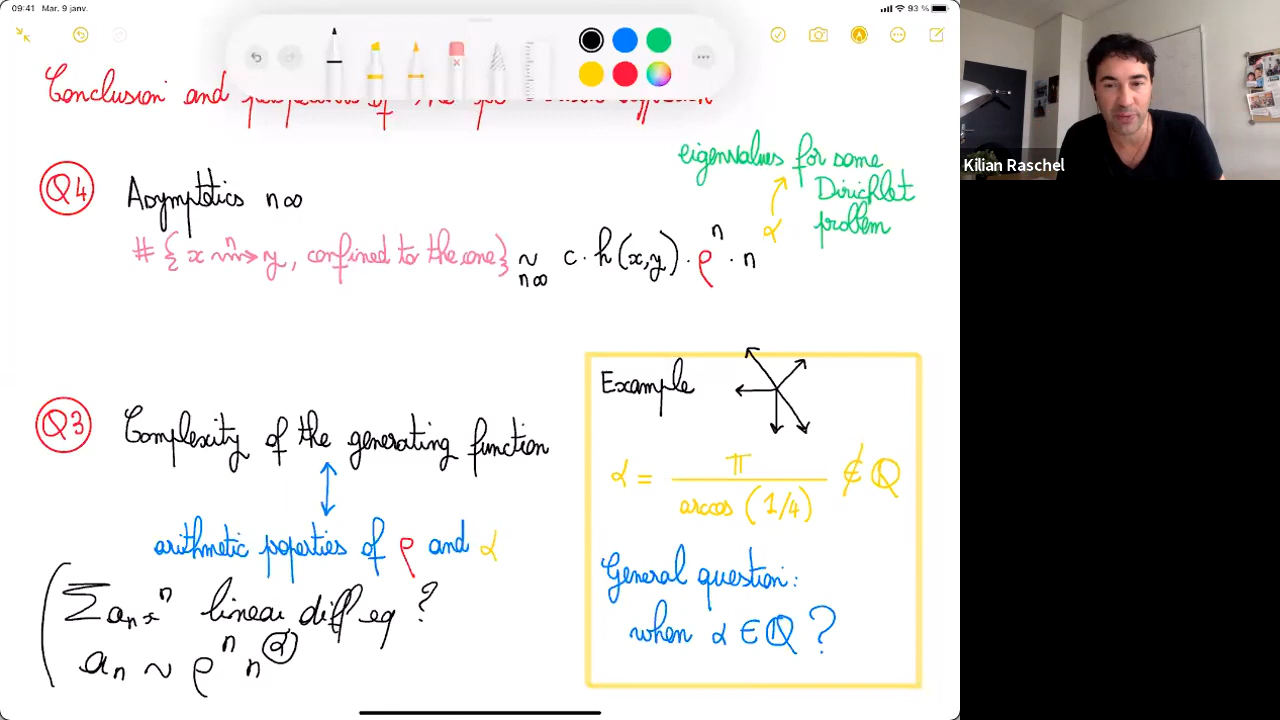 09:41 Mar. 9 janv.
93 %
Conclusion and
Kilian Raschel
eigenvalues for some
Dirichlet
problem
α
Q4 Asymptotics n∞
# { x ⇝ⁿ y, confined to the cone } ~ c · h(x,y) · ρⁿ · n
n∞
Example
Q3 Complexity of the generating function
α = π / arccos (1/4) ∉ ℚ
arithmetic properties of ρ and α
General question:
when α ∈ ℚ ?
( Σ aₙ xⁿ linear diff eq ?
aₙ ~ ρⁿ n^α